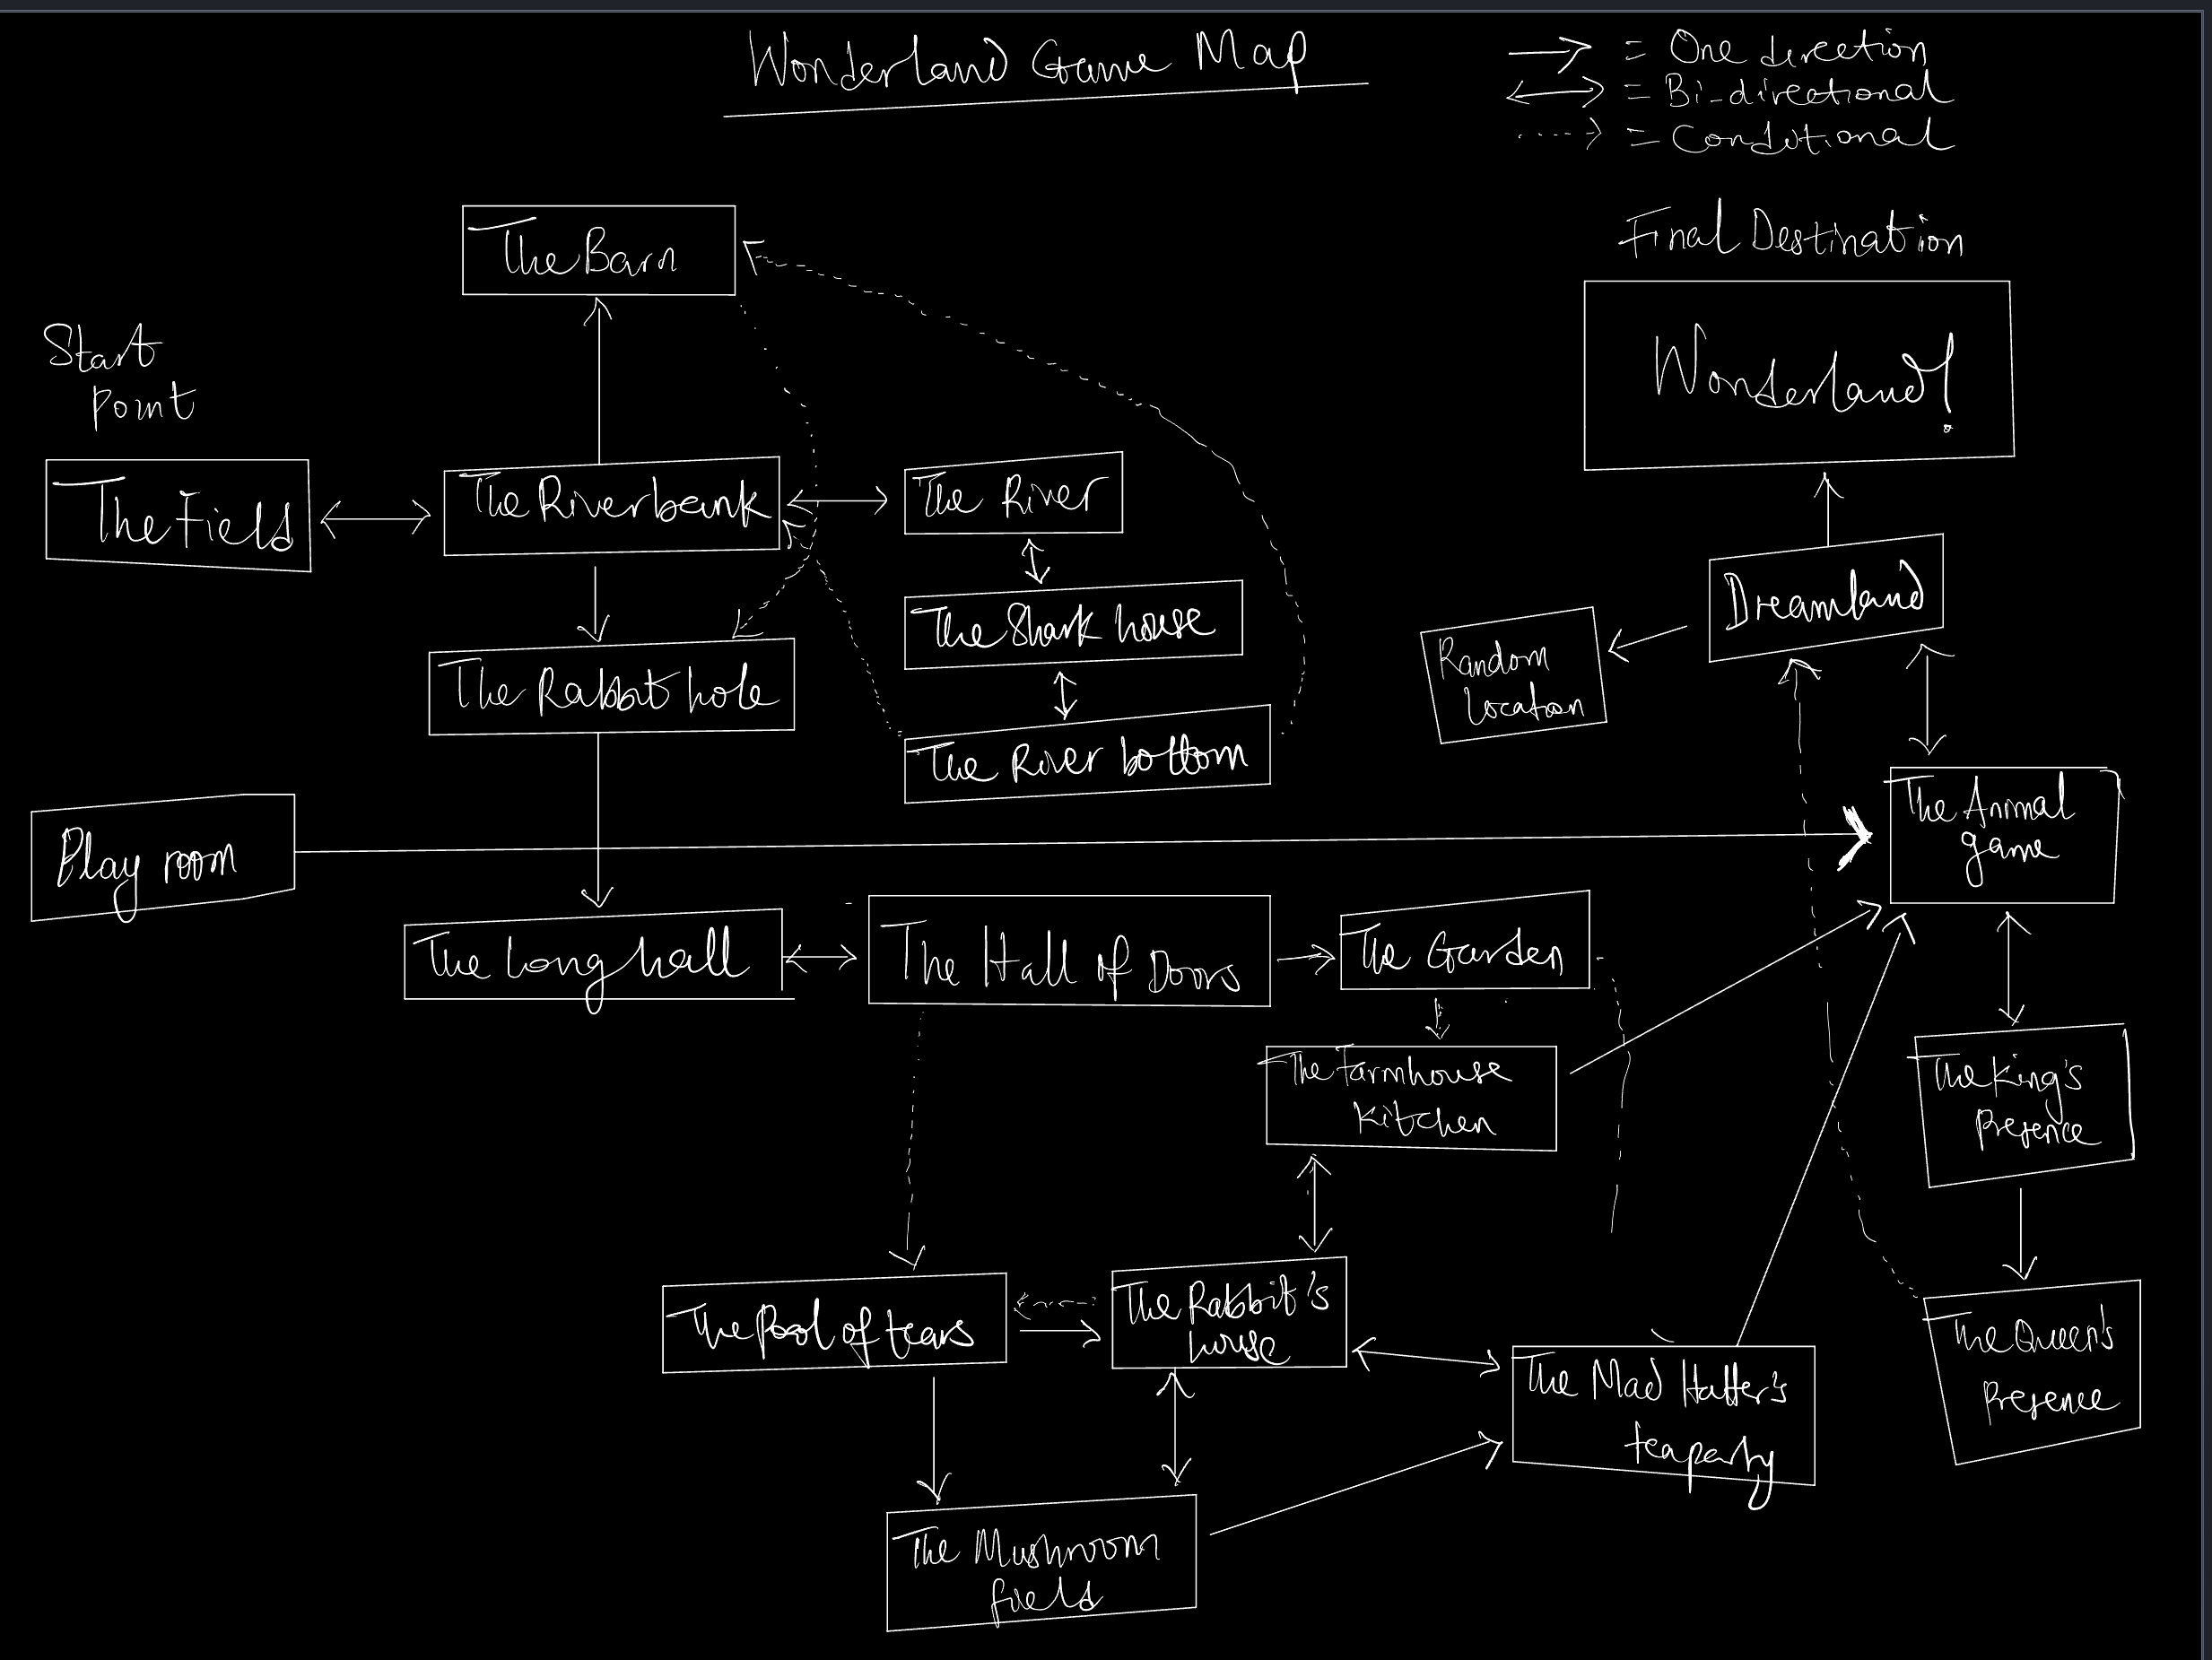 Wonderland Game Map
→ = One direction
↔ = Bi-directional
⇢ = Conditional
Final Destination
Wonderland!
The Barn
Start
Point
The Field
The Riverbank
The River
The Shark house
The River bottom
The Rabbit hole
Dreamland
Random
Location
Play room
The Animal
game
The Long hall
The Hall of Doors
The Garden
The Farmhouse
Kitchen
The King's
Presence
The Pool of tears
The Rabbit's
house
The Mad Hatter's
teaparty
The Queen's
Presence
The Mushroom
field